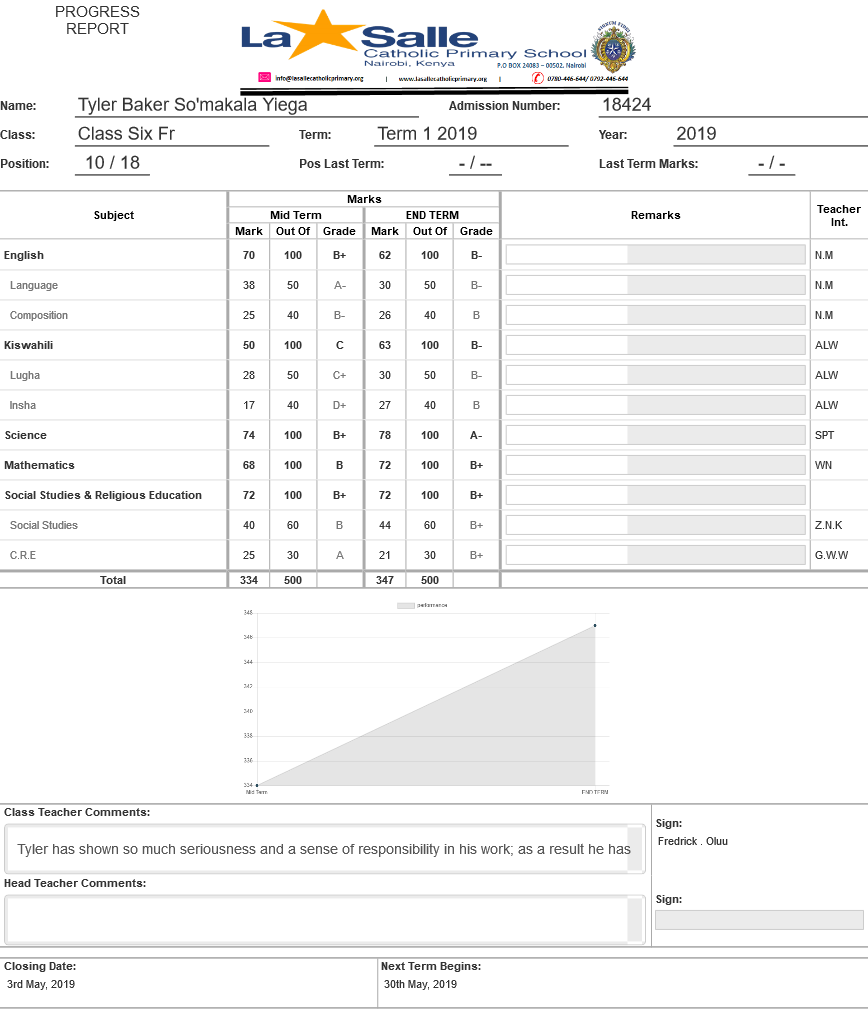 PROGRESS
REPORT
La Salle
Catholic Primary School
Nairobi, Kenya
P.O BOX 24083 – 00502, Nairobi
info@lasallecatholicprimary.org | www.lasallecatholicprimary.org | 0780-446-644/ 0792-446-644
Name: Tyler Baker So'makala Yiega Admission Number: 18424
Class: Class Six Fr Term: Term 1 2019 Year: 2019
Position: 10 / 18 Pos Last Term: - / -- Last Term Marks: - / -
Marks
Subject Mid Term END TERM Remarks Teacher Int.
Mark Out Of Grade Mark Out Of Grade
English 70 100 B+ 62 100 B- N.M
Language 38 50 A- 30 50 B- N.M
Composition 25 40 B- 26 40 B N.M
Kiswahili 50 100 C 63 100 B- ALW
Lugha 28 50 C+ 30 50 B- ALW
Insha 17 40 D+ 27 40 B ALW
Science 74 100 B+ 78 100 A- SPT
Mathematics 68 100 B 72 100 B+ WN
Social Studies & Religious Education 72 100 B+ 72 100 B+
Social Studies 40 60 B 44 60 B+ Z.N.K
C.R.E 25 30 A 21 30 B+ G.W.W
Total 334 500 347 500
performance
348
346
344
342
340
338
336
334
Mid Term END TERM
Class Teacher Comments:
Sign:
Fredrick . Oluu
Tyler has shown so much seriousness and a sense of responsibility in his work; as a result he has
Head Teacher Comments:
Sign:
Closing Date: Next Term Begins:
3rd May, 2019 30th May, 2019